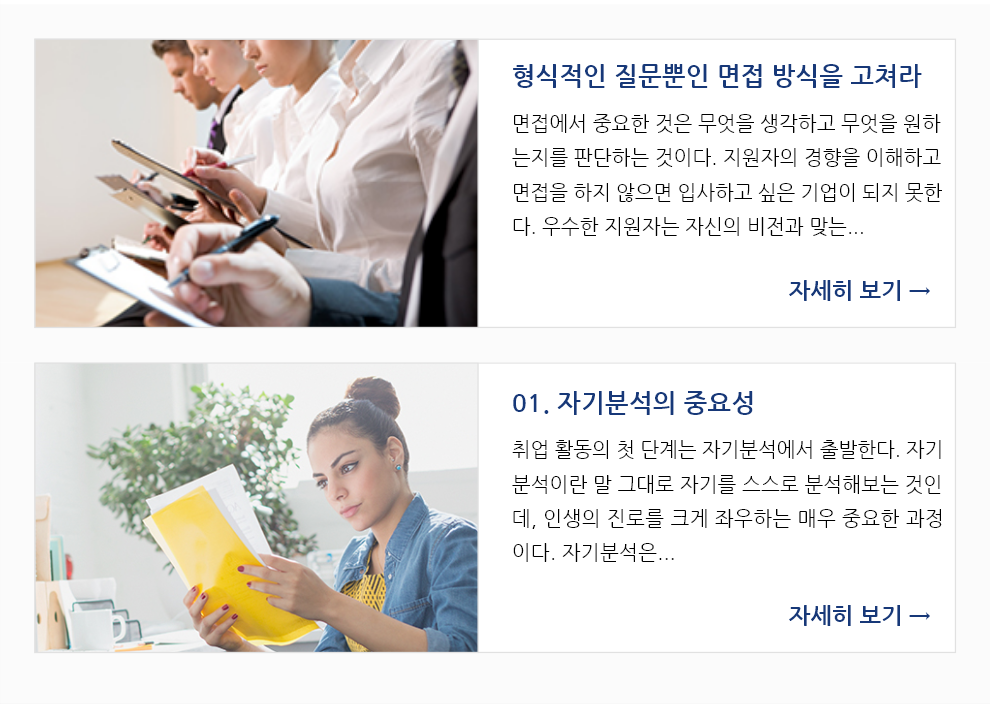 형식적인 질문뿐인 면접 방식을 고쳐라
면접에서 중요한 것은 무엇을 생각하고 무엇을 원하
는지를 판단하는 것이다. 지원자의 경향을 이해하고
면접을 하지 않으면 입사하고 싶은 기업이 되지 못한
다. 우수한 지원자는 자신의 비전과 맞는...
자세히 보기 →
01. 자기분석의 중요성
취업 활동의 첫 단계는 자기분석에서 출발한다. 자기
분석이란 말 그대로 자기를 스스로 분석해보는 것인
데, 인생의 진로를 크게 좌우하는 매우 중요한 과정
이다. 자기분석은...
자세히 보기 →